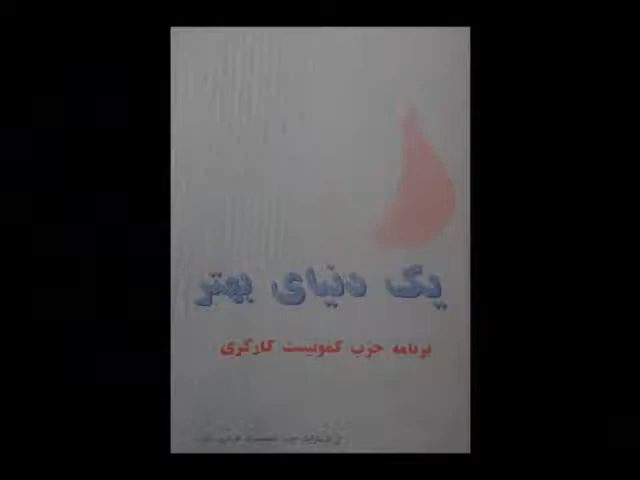 یک دنیای بهتر
برنامه حزب کمونیست کارگری